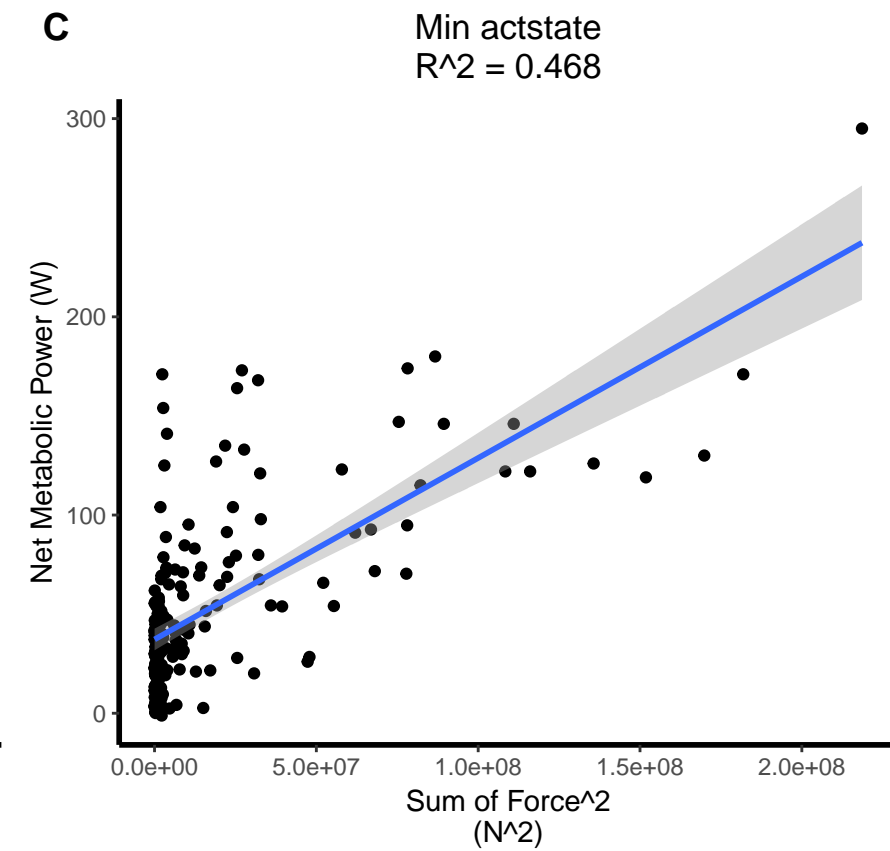 C
Min actstate
R^2 = 0.468
Net Metabolic Power (W)
300
200
100
0
0.0e+00 5.0e+07 1.0e+08 1.5e+08 2.0e+08
Sum of Force^2
(N^2)